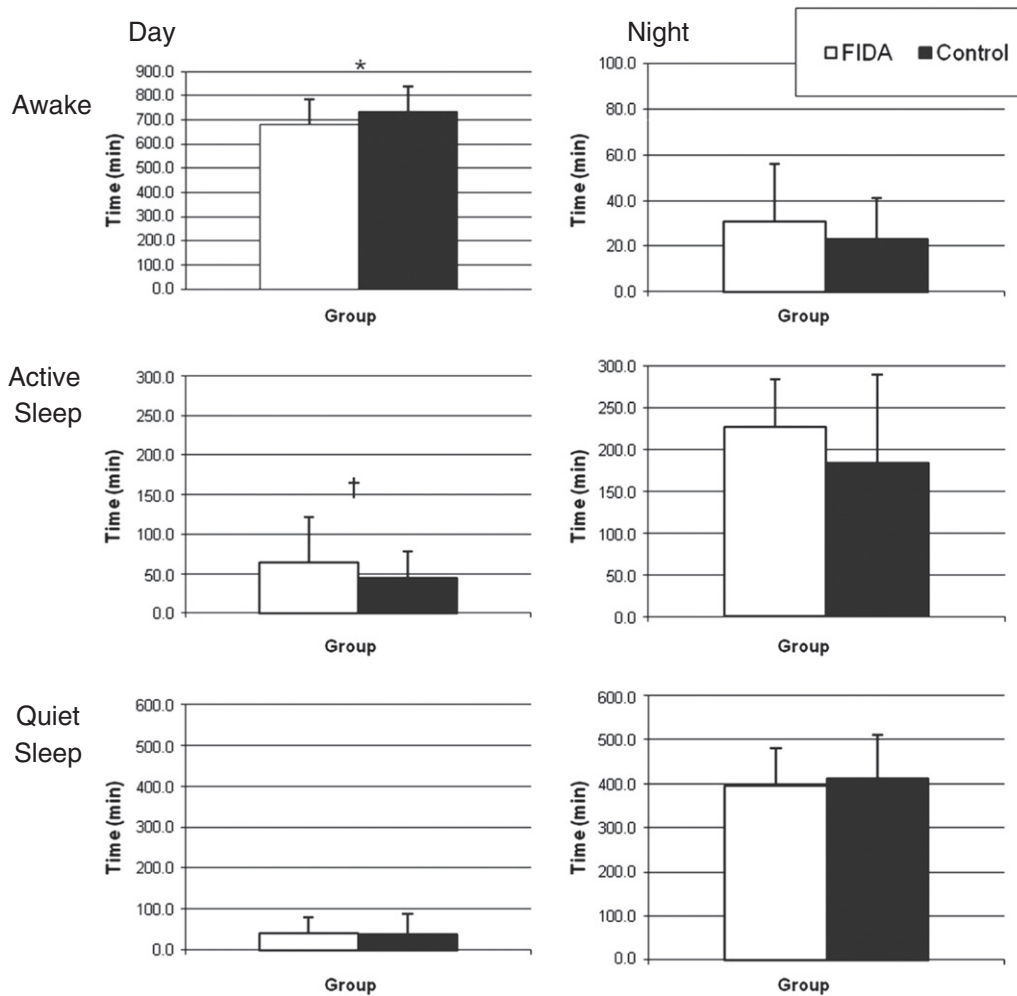 Day
Night
FIDA Control
Awake
*
Time (min)
900.0
800.0
700.0
600.0
500.0
400.0
300.0
200.0
100.0
0.0
Group
Time (min)
100.0
80.0
60.0
40.0
20.0
0.0
Group
Active
Sleep
†
Time (min)
300.0
250.0
200.0
150.0
100.0
50.0
0.0
Group
Time (min)
300.0
250.0
200.0
150.0
100.0
50.0
0.0
Group
Quiet
Sleep
Time (min)
600.0
500.0
400.0
300.0
200.0
100.0
0.0
Group
Time (min)
600.0
500.0
400.0
300.0
200.0
100.0
0.0
Group